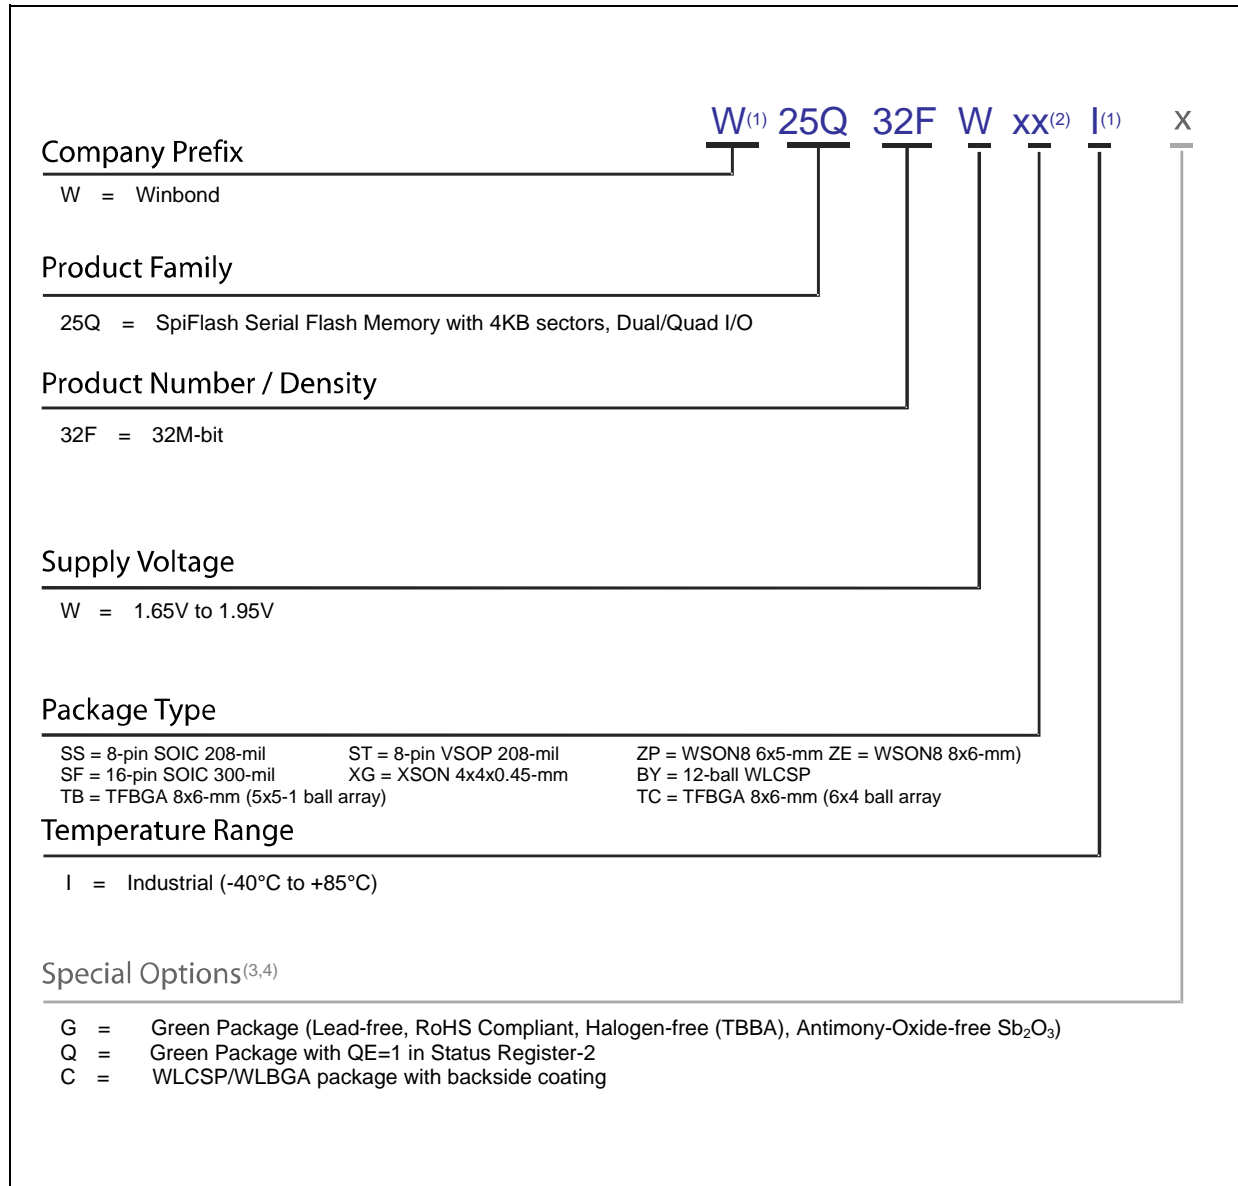 W(1) 25Q 32F W xx(2) I(1) x
Company Prefix
W = Winbond
Product Family
25Q = SpiFlash Serial Flash Memory with 4KB sectors, Dual/Quad I/O
Product Number / Density
32F = 32M-bit
Supply Voltage
W = 1.65V to 1.95V
Package Type
SS = 8-pin SOIC 208-mil ST = 8-pin VSOP 208-mil ZP = WSON8 6x5-mm ZE = WSON8 8x6-mm)
SF = 16-pin SOIC 300-mil XG = XSON 4x4x0.45-mm BY = 12-ball WLCSP
TB = TFBGA 8x6-mm (5x5-1 ball array) TC = TFBGA 8x6-mm (6x4 ball array
Temperature Range
I = Industrial (-40°C to +85°C)
Special Options(3,4)
G = Green Package (Lead-free, RoHS Compliant, Halogen-free (TBBA), Antimony-Oxide-free Sb₂O₃)
Q = Green Package with QE=1 in Status Register-2
C = WLCSP/WLBGA package with backside coating